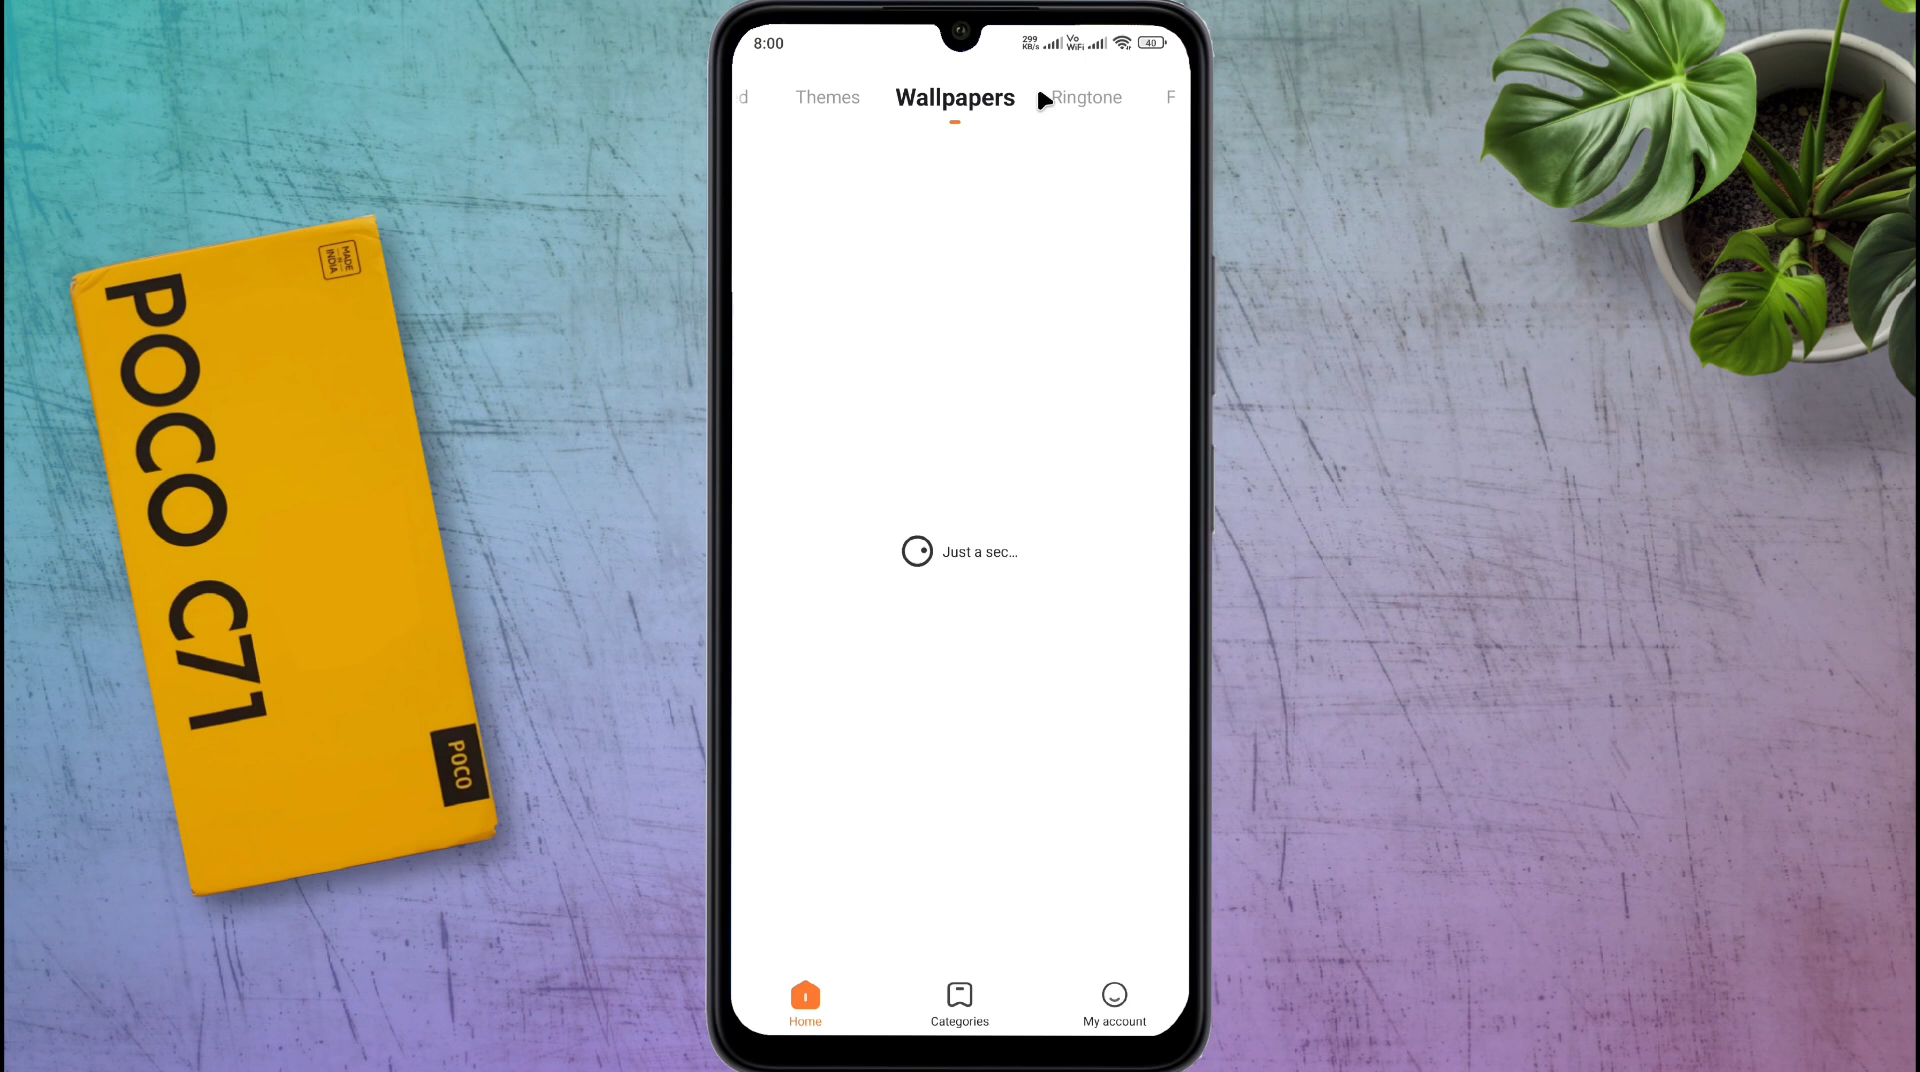 8:00
299
KB/s
Vo
WiFi
40
d
Themes
Wallpapers
Ringtone
F
Just a sec...
Home
Categories
My account
MADE
IN
INDIA
POCO C71
POCO